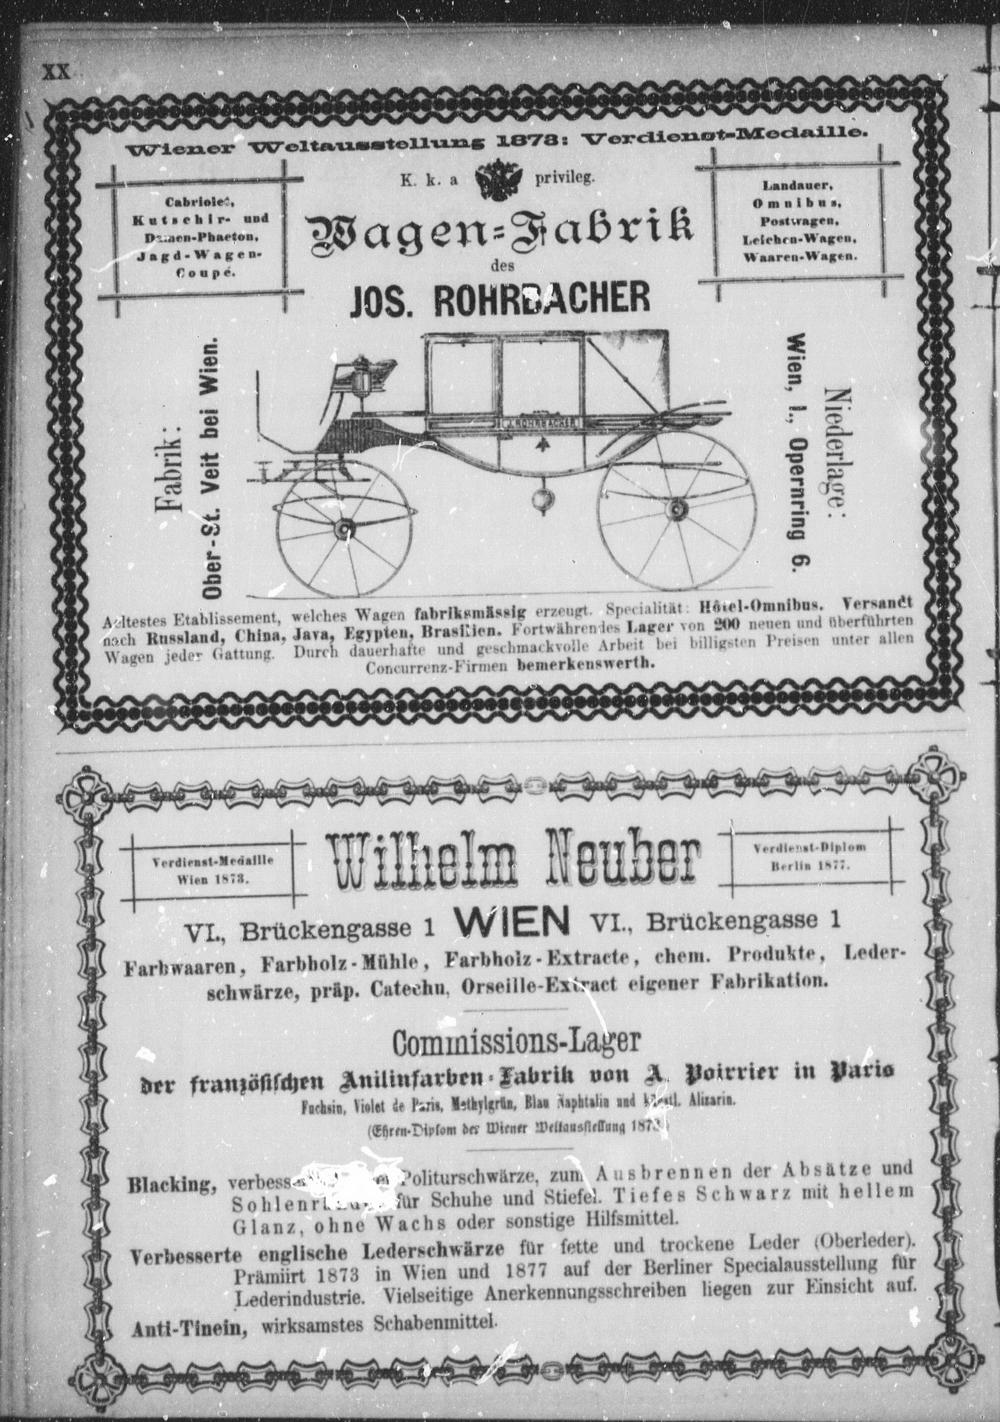 XX
Wiener Weltausstellung 1873: Verdienst-Medaille.
K. k. a privileg.
Cabriolet,
Kutschir- und
Damen-Phaeton,
Jagd-Wagen-
Coupé.
Landauer,
Omnibus,
Postwagen,
Leichen-Wagen,
Waaren-Wagen.
Wagen-Fabrik
des
JOS. ROHRBACHER
Fabrik:
Ober-St. Veit bei Wien.
J. ROHRBACHER
Niederlage:
Wien, I., Opernring 6.
Aeltestes Etablissement, welches Wagen fabriksmässig erzeugt. Specialität: Hôtel-Omnibus. Versandt
nach Russland, China, Java, Egypten, Brasilien. Fortwährendes Lager von 200 neuen und überführten
Wagen jeder Gattung. Durch dauerhafte und geschmackvolle Arbeit bei billigsten Preisen unter allen
Concurrenz-Firmen bemerkenswerth.
Verdienst-Medaille
Wien 1873.
Wilhelm Neuber
Verdienst-Diplom
Berlin 1877.
VI., Brückengasse 1 WIEN VI., Brückengasse 1
Farbwaaren, Farbholz-Mühle, Farbholz-Extracte, chem. Produkte, Leder-
schwärze, präp. Catechu, Orseille-Extract eigener Fabrikation.
Commissions-Lager
der französischen Anilinfarben-Fabrik von A. Poirrier in Paris
Fuchsin, Violet de Paris, Methylgrün, Blau Naphtalin und künstl. Alizarin.
(Ehren-Diplom der Wiener Weltausstellung 1873)
Blacking, Politurschwärze, zum Ausbrennen der Absätze und
für Schuhe und Stiefel. Tiefes Schwarz mit hellem
Glanz, ohne Wachs oder sonstige Hilfsmittel.
Verbesserte englische Lederschwärze für fette und trockene Leder (Oberleder).
Prämiirt 1873 in Wien und 1877 auf der Berliner Specialausstellung für
Lederindustrie. Vielseitige Anerkennungsschreiben liegen zur Einsicht auf.
Anti-Tinein, wirksamstes Schabenmittel.